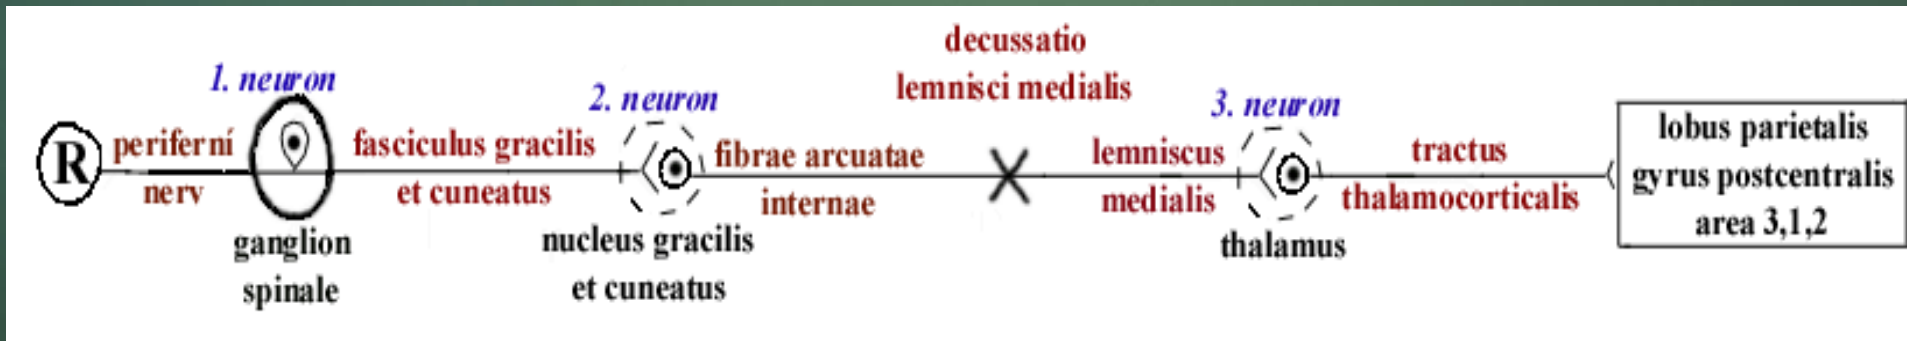 decussatio
lemnisci medialis
1. neuron
2. neuron
3. neuron
R
periferní
nerv
fasciculus gracilis
et cuneatus
fibrae arcuatae
internae
lemniscus
medialis
tractus
thalamocorticalis
lobus parietalis
gyrus postcentralis
area 3,1,2
ganglion
spinale
nucleus gracilis
et cuneatus
thalamus